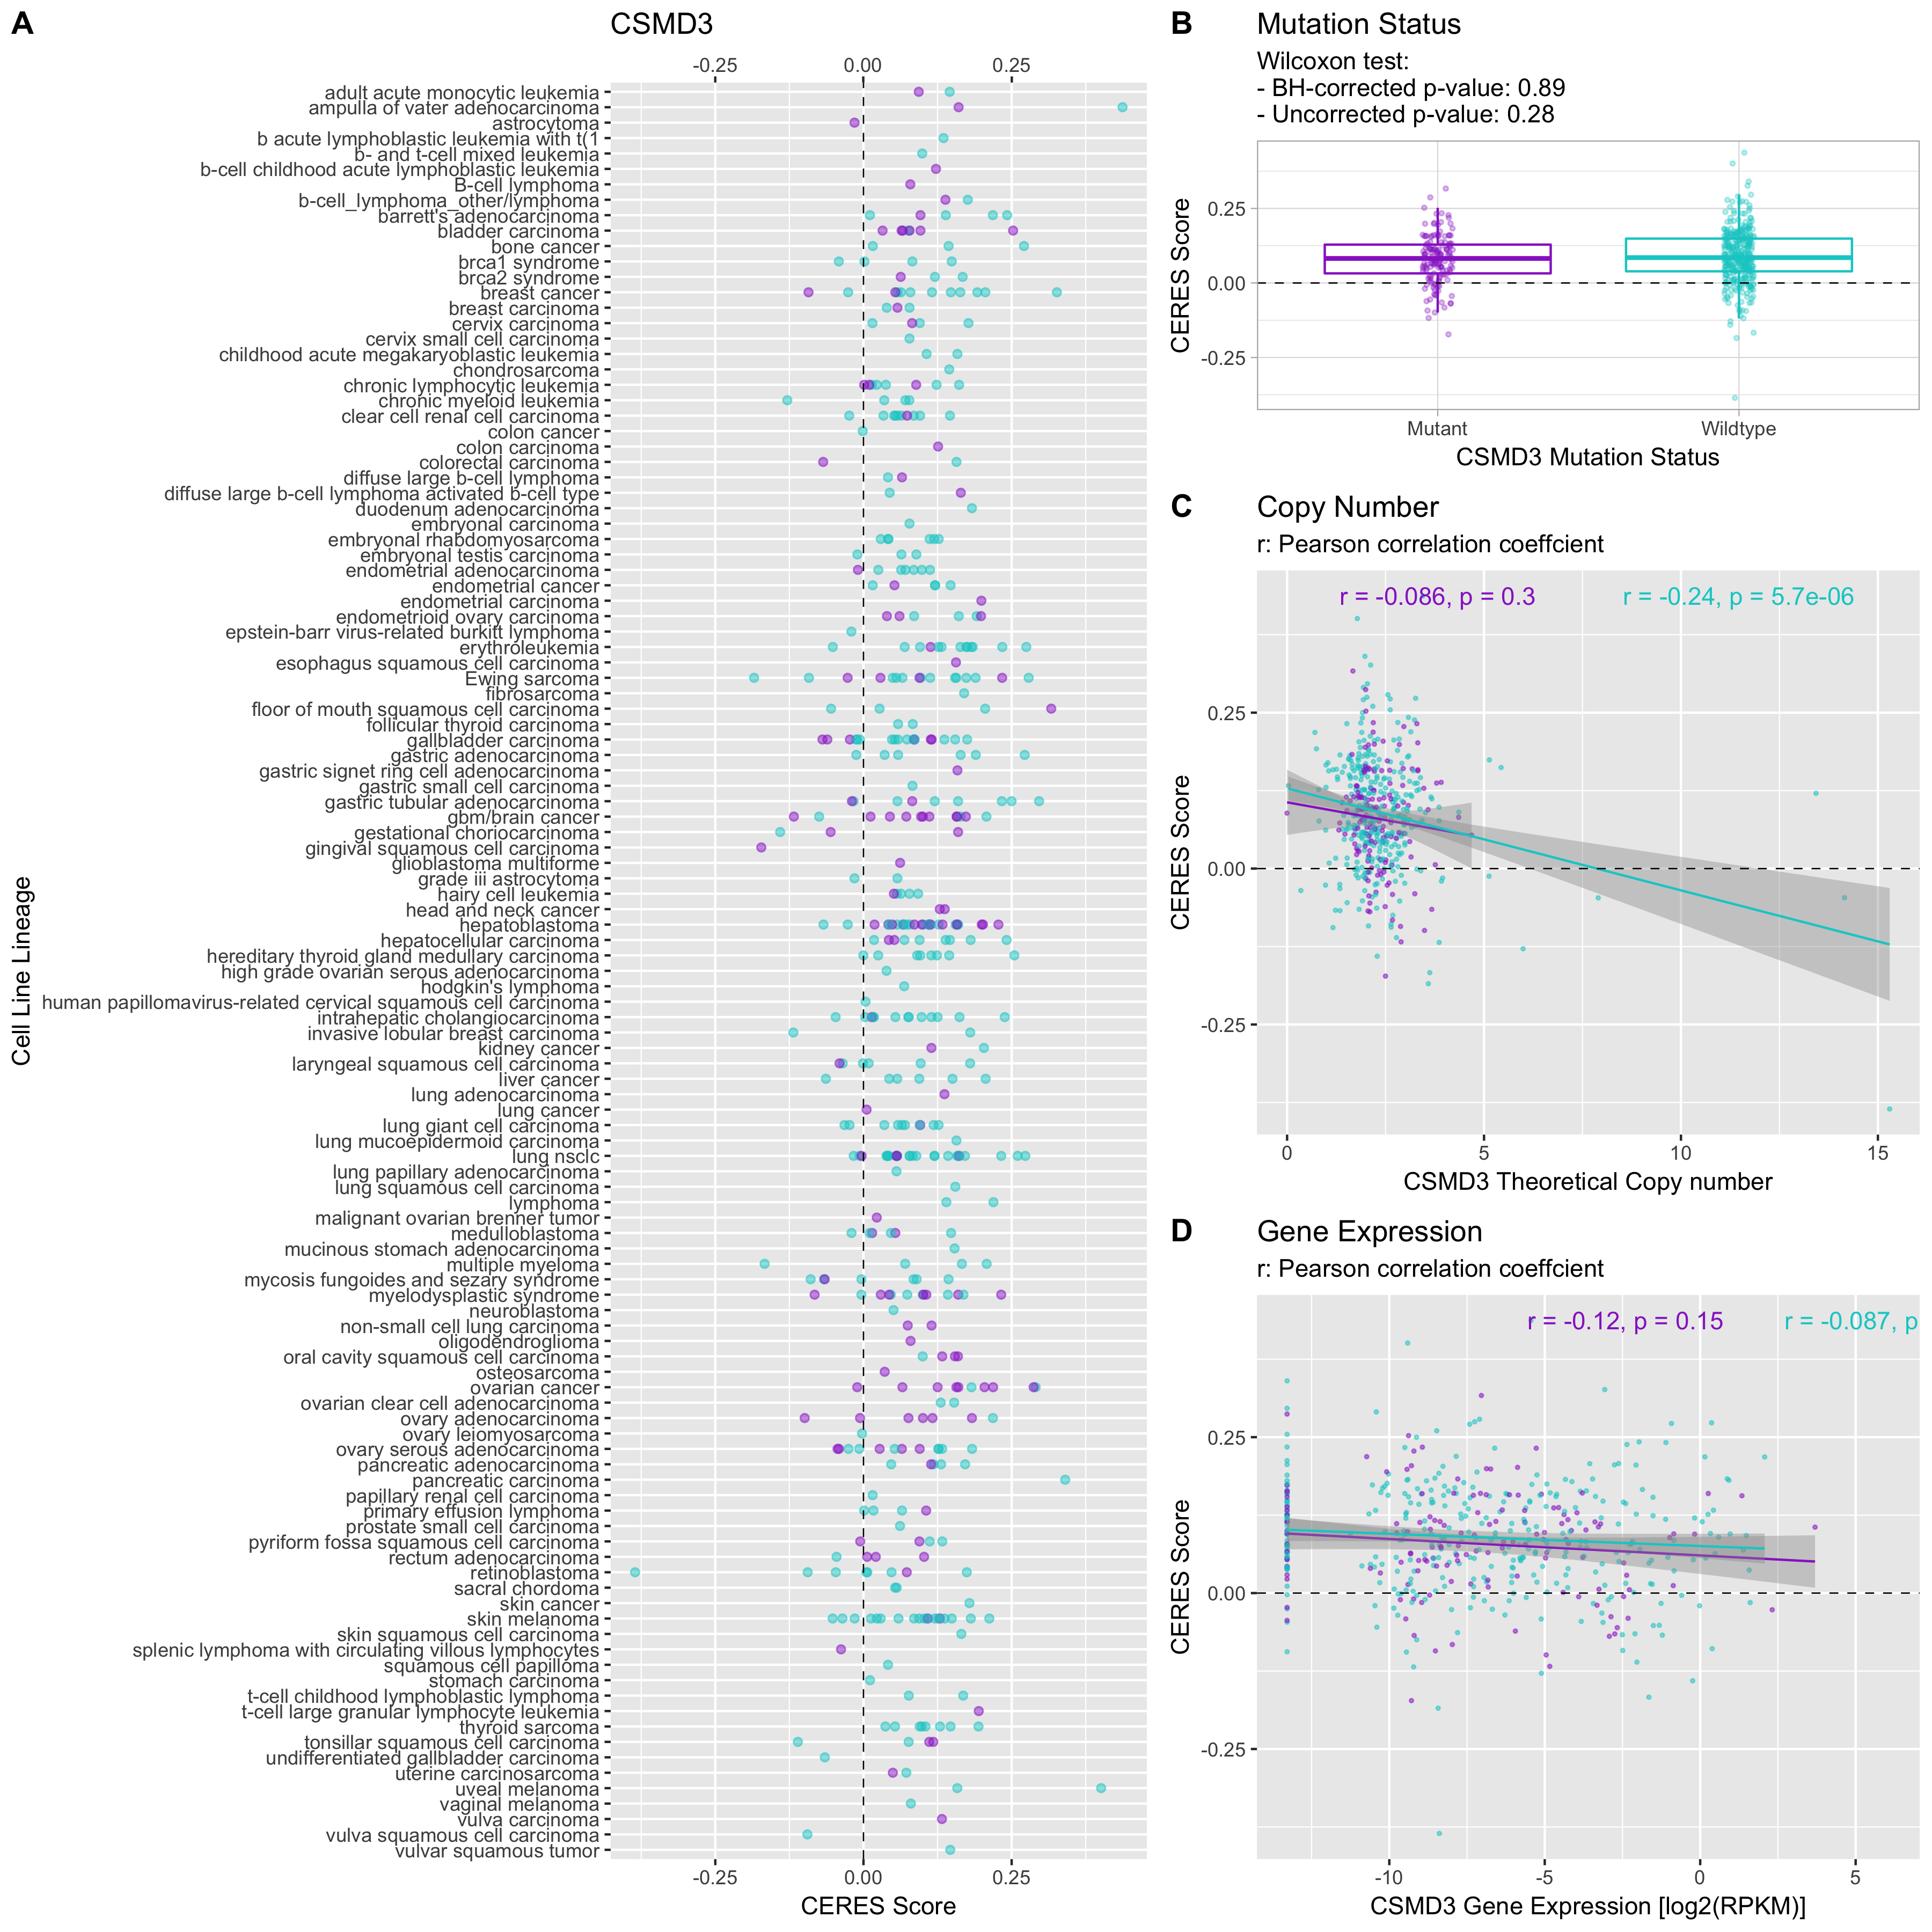 A
CSMD3
-0.25 0.00 0.25
adult acute monocytic leukemia
ampulla of vater adenocarcinoma
astrocytoma
b acute lymphoblastic leukemia with t(1
b- and t-cell mixed leukemia
b-cell childhood acute lymphoblastic leukemia
B-cell lymphoma
b-cell_lymphoma_other/lymphoma
barrett's adenocarcinoma
bladder carcinoma
bone cancer
brca1 syndrome
brca2 syndrome
breast cancer
breast carcinoma
cervix carcinoma
cervix small cell carcinoma
childhood acute megakaryoblastic leukemia
chondrosarcoma
chronic lymphocytic leukemia
chronic myeloid leukemia
clear cell renal cell carcinoma
colon cancer
colon carcinoma
colorectal carcinoma
diffuse large b-cell lymphoma
diffuse large b-cell lymphoma activated b-cell type
duodenum adenocarcinoma
embryonal carcinoma
embryonal rhabdomyosarcoma
embryonal testis carcinoma
endometrial adenocarcinoma
endometrial cancer
endometrial carcinoma
endometrioid ovary carcinoma
epstein-barr virus-related burkitt lymphoma
erythroleukemia
esophagus squamous cell carcinoma
Ewing sarcoma
fibrosarcoma
floor of mouth squamous cell carcinoma
follicular thyroid carcinoma
gallbladder carcinoma
gastric adenocarcinoma
gastric signet ring cell adenocarcinoma
gastric small cell carcinoma
gastric tubular adenocarcinoma
gbm/brain cancer
gestational choriocarcinoma
gingival squamous cell carcinoma
glioblastoma multiforme
grade iii astrocytoma
hairy cell leukemia
head and neck cancer
hepatoblastoma
hepatocellular carcinoma
hereditary thyroid gland medullary carcinoma
high grade ovarian serous adenocarcinoma
hodgkin's lymphoma
human papillomavirus-related cervical squamous cell carcinoma
intrahepatic cholangiocarcinoma
invasive lobular breast carcinoma
kidney cancer
laryngeal squamous cell carcinoma
liver cancer
lung adenocarcinoma
lung cancer
lung giant cell carcinoma
lung mucoepidermoid carcinoma
lung nsclc
lung papillary adenocarcinoma
lung squamous cell carcinoma
lymphoma
malignant ovarian brenner tumor
medulloblastoma
mucinous stomach adenocarcinoma
multiple myeloma
mycosis fungoides and sezary syndrome
myelodysplastic syndrome
neuroblastoma
non-small cell lung carcinoma
oligodendroglioma
oral cavity squamous cell carcinoma
osteosarcoma
ovarian cancer
ovarian clear cell adenocarcinoma
ovary adenocarcinoma
ovary leiomyosarcoma
ovary serous adenocarcinoma
pancreatic adenocarcinoma
pancreatic carcinoma
papillary renal cell carcinoma
primary effusion lymphoma
prostate small cell carcinoma
pyriform fossa squamous cell carcinoma
rectum adenocarcinoma
retinoblastoma
sacral chordoma
skin cancer
skin melanoma
skin squamous cell carcinoma
splenic lymphoma with circulating villous lymphocytes
squamous cell papilloma
stomach carcinoma
t-cell childhood lymphoblastic lymphoma
t-cell large granular lymphocyte leukemia
thyroid sarcoma
tonsillar squamous cell carcinoma
undifferentiated gallbladder carcinoma
uterine carcinosarcoma
uveal melanoma
vaginal melanoma
vulva carcinoma
vulva squamous cell carcinoma
vulvar squamous tumor
-0.25 0.00 0.25
CERES Score
Cell Line Lineage
B
Mutation Status
Wilcoxon test:
- BH-corrected p-value: 0.89
- Uncorrected p-value: 0.28
0.25
0.00
-0.25
CERES Score
Mutant Wildtype
CSMD3 Mutation Status
C
Copy Number
r: Pearson correlation coeffcient
r = -0.086, p = 0.3 r = -0.24, p = 5.7e-06
0.25
0.00
-0.25
CERES Score
0 5 10 15
CSMD3 Theoretical Copy number
D
Gene Expression
r: Pearson correlation coeffcient
r = -0.12, p = 0.15 r = -0.087, p
0.25
0.00
-0.25
CERES Score
-10 -5 0 5
CSMD3 Gene Expression [log2(RPKM)]